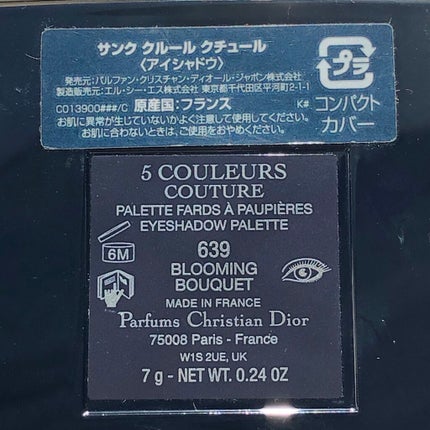 サンク クルール クチュール
〈アイシャドウ〉
発売元：パルファン・クリスチャン・ディオール・ジャポン株式会社
製造販売元：エル・シー・エス株式会社 東京都千代田区平河町2-1-1
C013900###/C 原産国：フランス K#
お肌に異常が生じていないかよく注意して使用してください。
お肌に合わないときは、ご使用をおやめください。
プラ
コンパクト
カバー
5 COULEURS
COUTURE
PALETTE FARDS À PAUPIÈRES
EYESHADOW PALETTE
6M
639
BLOOMING
BOUQUET
MADE IN FRANCE
Parfums Christian Dior
75008 Paris - France
W1S 2UE, UK
7 g - NET WT. 0.24 OZ